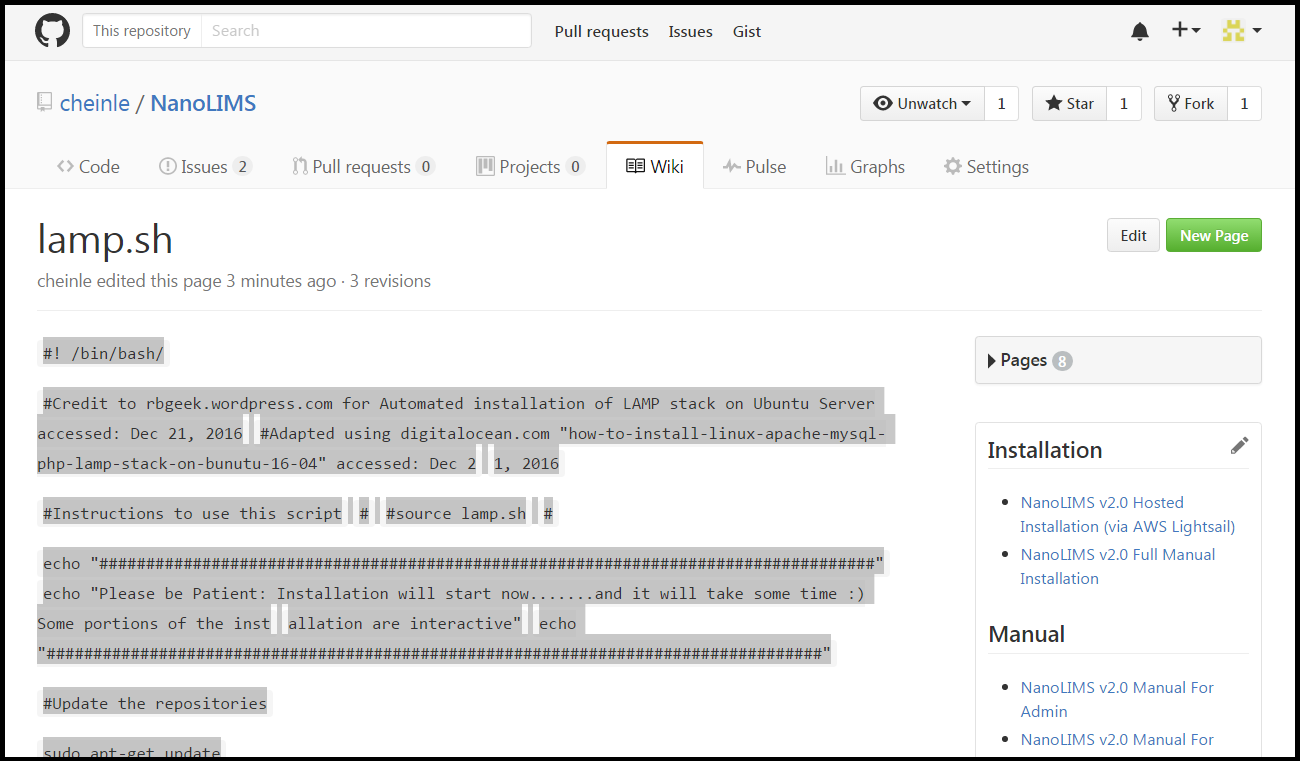 This repository Search Pull requests Issues Gist
cheinle / NanoLIMS Unwatch 1 Star 1 Fork 1
Code Issues 2 Pull requests 0 Projects 0 Wiki Pulse Graphs Settings
lamp.sh Edit New Page
cheinle edited this page 3 minutes ago · 3 revisions
#! /bin/bash/
#Credit to rbgeek.wordpress.com for Automated installation of LAMP stack on Ubuntu Server
accessed: Dec 21, 2016 #Adapted using digitalocean.com "how-to-install-linux-apache-mysql-
php-lamp-stack-on-bunutu-16-04" accessed: Dec 2 1, 2016
#Instructions to use this script # #source lamp.sh #
echo "###################################################################################"
echo "Please be Patient: Installation will start now.......and it will take some time :)
Some portions of the inst allation are interactive" echo
"###################################################################################"
#Update the repositories
sudo apt-get update
Pages 8
Installation
NanoLIMS v2.0 Hosted
Installation (via AWS Lightsail)
NanoLIMS v2.0 Full Manual
Installation
Manual
NanoLIMS v2.0 Manual For
Admin
NanoLIMS v2.0 Manual For